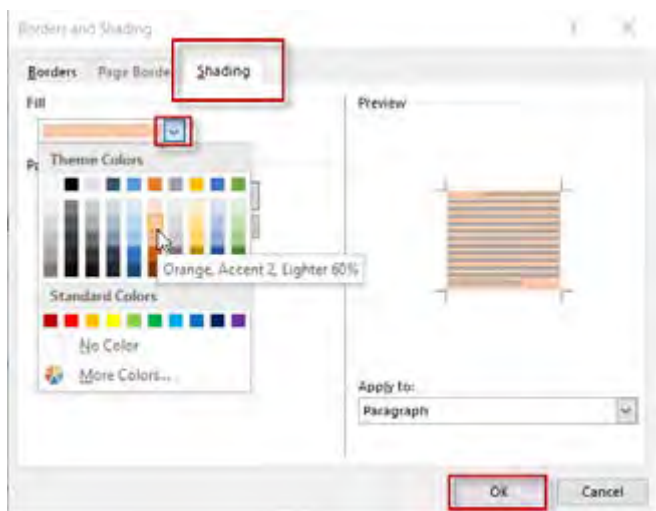 Borders and Shading
Borders
Page Borde
Shading
Fill
Preview
Theme Colors
Orange, Accent 2, Lighter 60%
Standard Colors
No Color
More Colors...
Apply to:
Paragraph
OK
Cancel